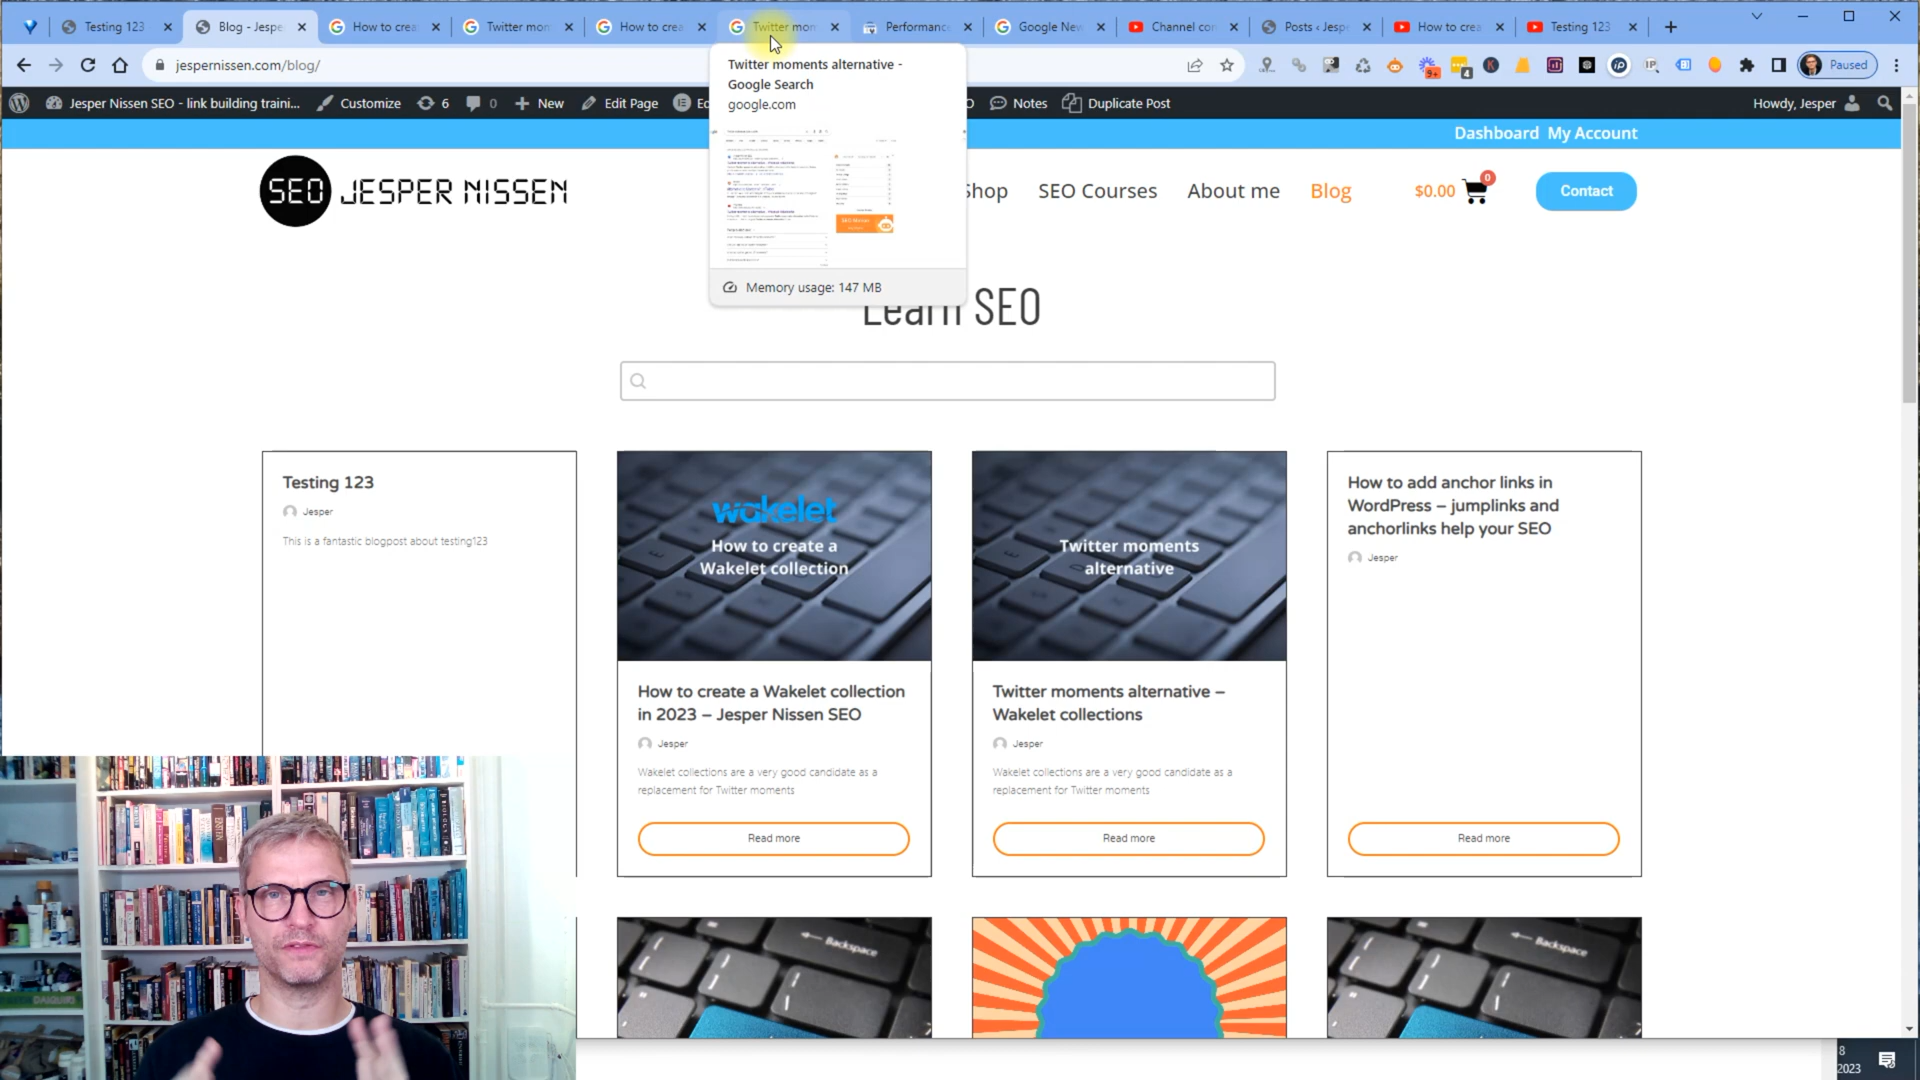 Testing 123
Blog - Jespe
How to crea
Twitter mom
How to crea
Twitter mom
Performance
Google New
Channel con
Posts ‹ Jesp
How to crea
Testing 123
jespernissen.com/blog/
9+
4
Paused
Twitter moments alternative -
Google Search
google.com
Memory usage: 147 MB
Jesper Nissen SEO - link building traini...
Customize
6
0
New
Edit Page
Notes
Duplicate Post
Howdy, Jesper
Dashboard My Account
SEO JESPER NISSEN
Shop
SEO Courses
About me
Blog
$0.00
0
Contact
Learn SEO
Testing 123
Jesper
This is a fantastic blogpost about testing123
wakelet
How to create a
Wakelet collection
How to create a Wakelet collection
in 2023 – Jesper Nissen SEO
Jesper
Wakelet collections are a very good candidate as a
replacement for Twitter moments
Read more
Twitter moments
alternative
Twitter moments alternative –
Wakelet collections
Jesper
Wakelet collections are a very good candidate as a
replacement for Twitter moments
Read more
How to add anchor links in
WordPress – jumplinks and
anchorlinks help your SEO
Jesper
Read more
Backspace
Backspace
8
2023